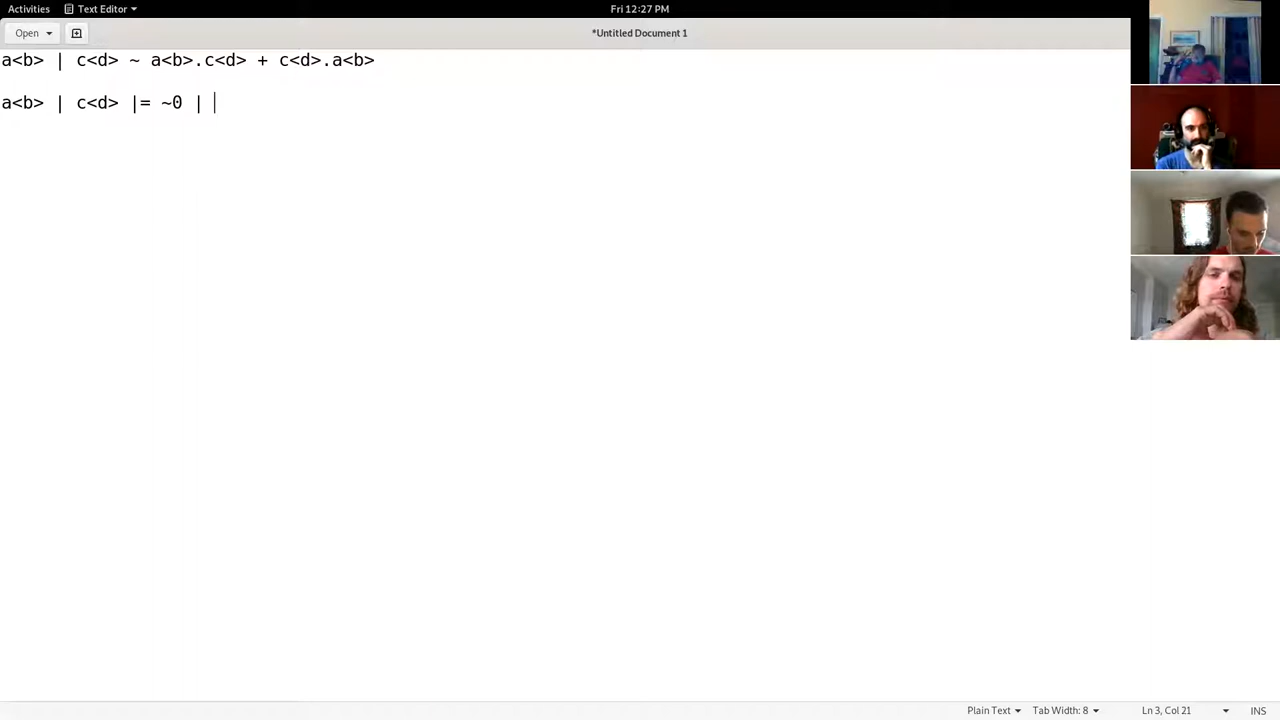 Activities Text Editor Fri 12:27 PM
Open *Untitled Document 1
a<b> | c<d> ~ a<b>.c<d> + c<d>.a<b>
a<b> | c<d> |= ~0 |
Plain Text Tab Width: 8 Ln 3, Col 21 INS